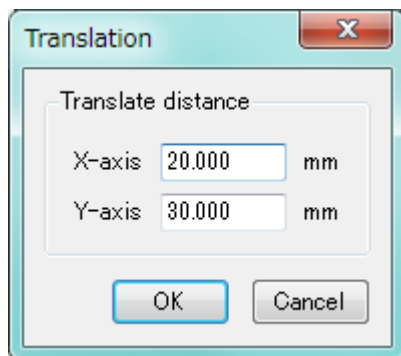 Translation
Translate distance
X-axis 20.000 mm
Y-axis 30.000 mm
OK Cancel